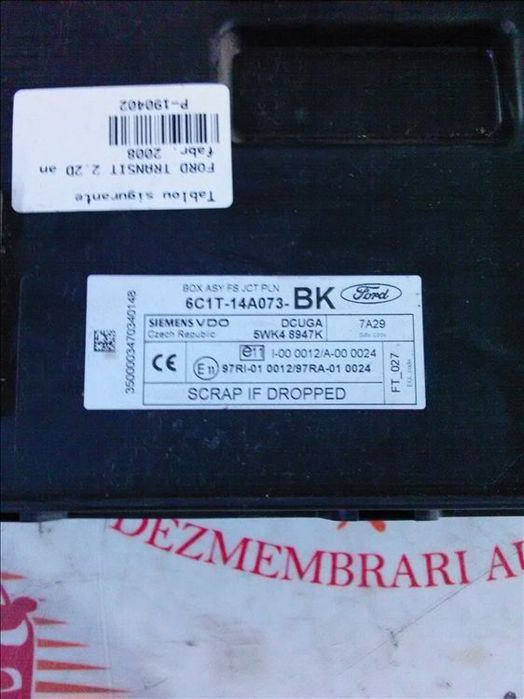 Tablou sigurante
FORD TRANSIT 2.2D an
fabr. 2008
P-190402
BOX ASY FS JCT PLN
6C1T-14A073-BK
Ford
SIEMENS VDO
Czech Republic
DCUGA
5WK4 8947K
7A29
3500003470340148
CE
e11 I-00 0012/A-00 0024
E11 97RI-01 0012/97RA-01 0024
FT_027
SCRAP IF DROPPED
DEZMEMBRARI AU